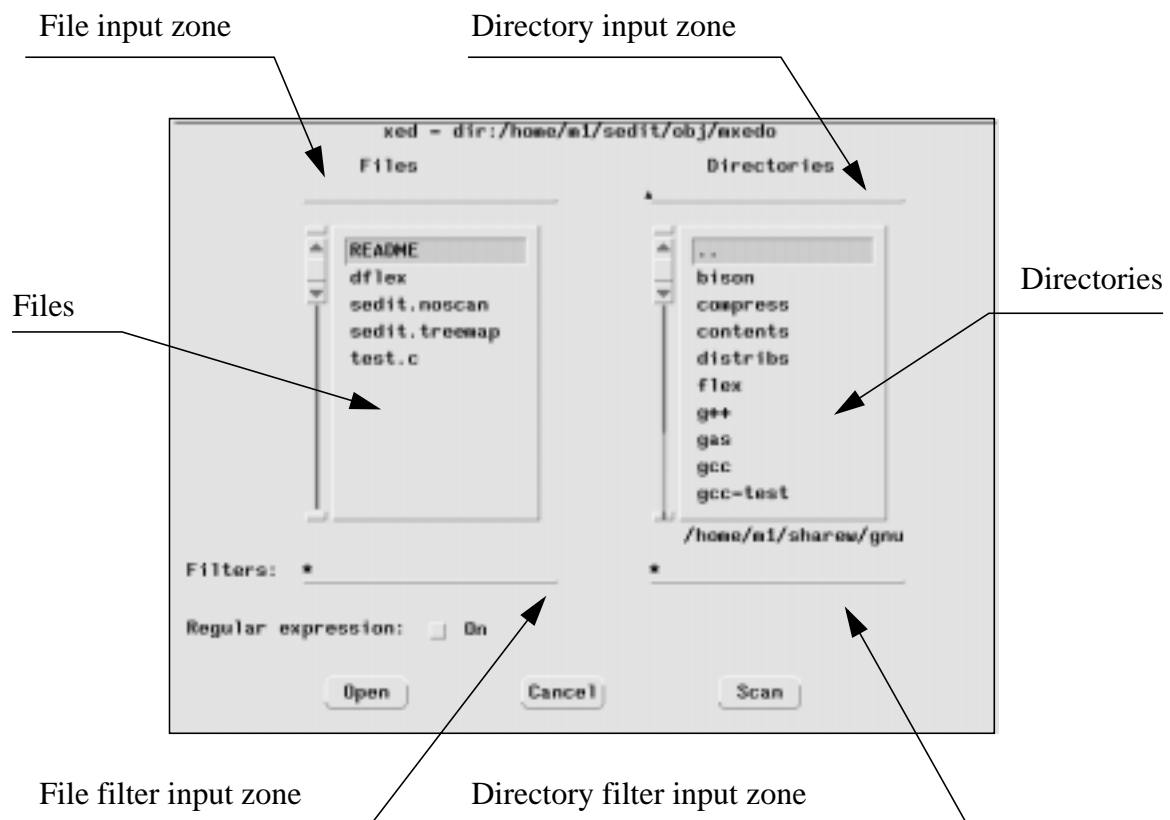 File input zone
Directory input zone
xed - dir:/home/m1/sedit/obj/mxedo
Files
Directories
README
dflex
sedit.noscan
sedit.treemap
test.c
..
bison
compress
contents
distribs
flex
g++
gas
gcc
gcc-test
Files
Directories
/home/m1/sharew/gnu
Filters: *
*
Regular expression: On
Open
Cancel
Scan
File filter input zone
Directory filter input zone